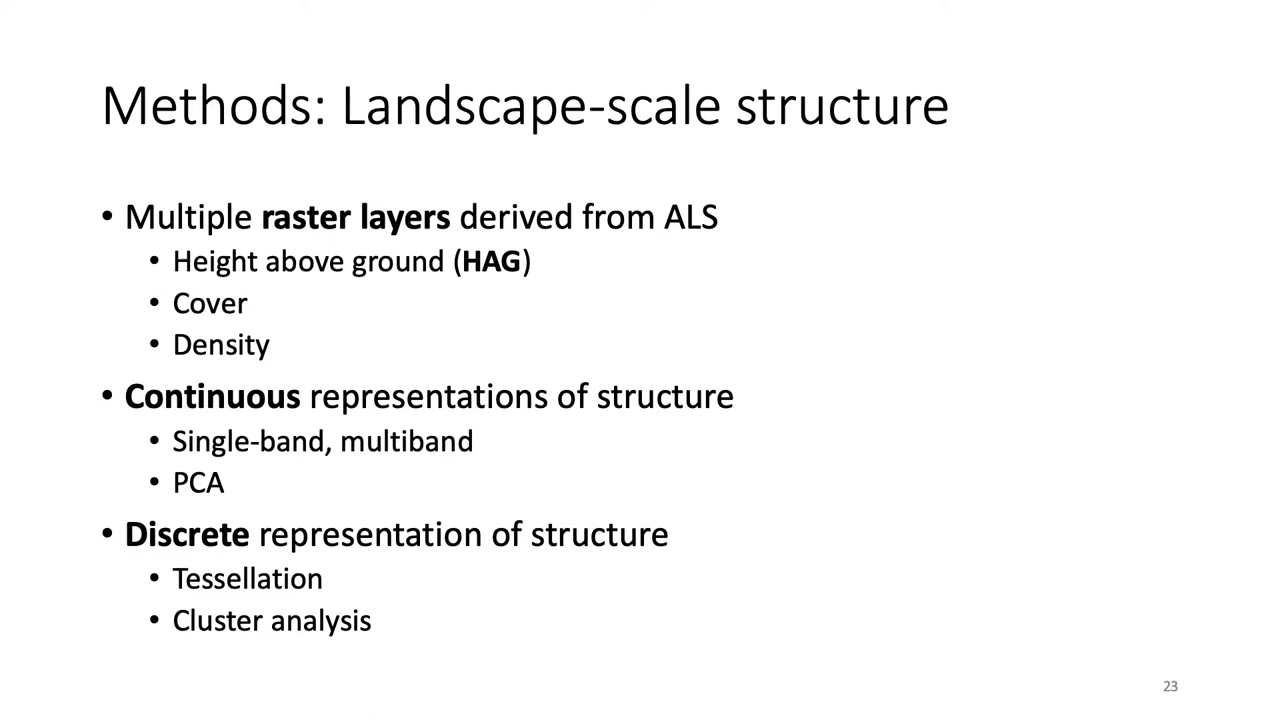 Methods: Landscape-scale structure
• Multiple raster layers derived from ALS
• Height above ground (HAG)
• Cover
• Density
• Continuous representations of structure
• Single-band, multiband
• PCA
• Discrete representation of structure
• Tessellation
• Cluster analysis
23